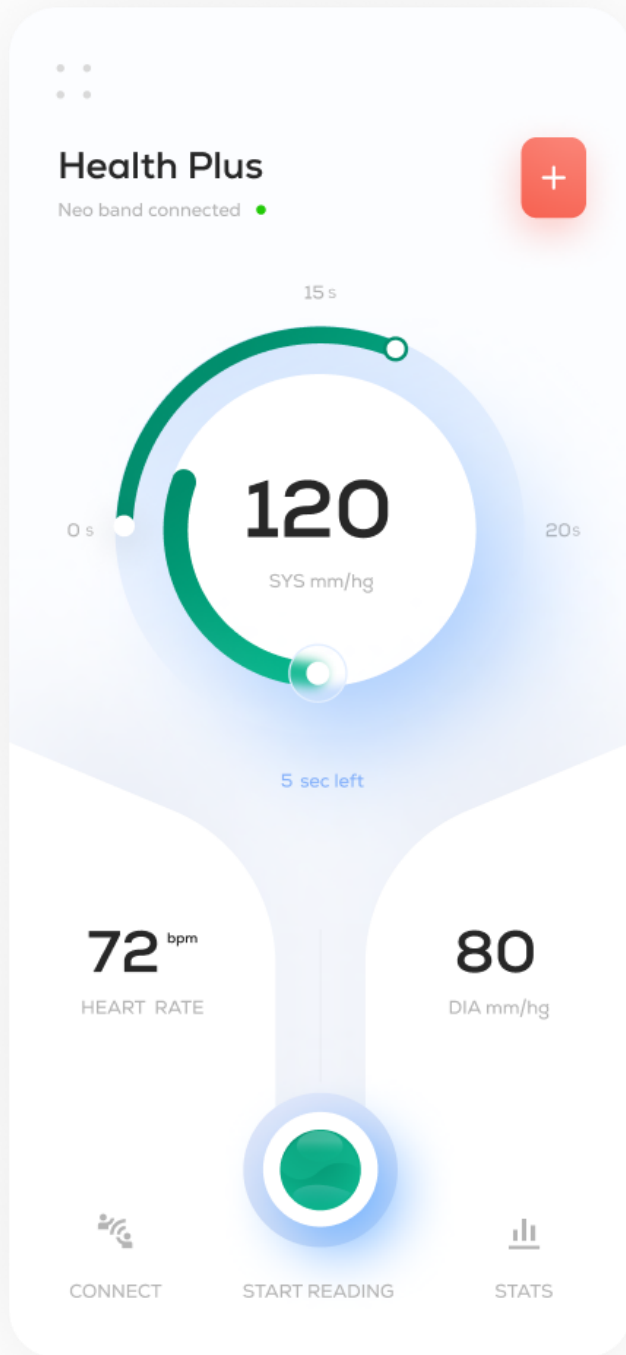 Health Plus
+
Neo band connected
15 s
0 s
20s
120
SYS mm/hg
5 sec left
72 bpm
80
HEART RATE
DIA mm/hg
CONNECT
START READING
STATS